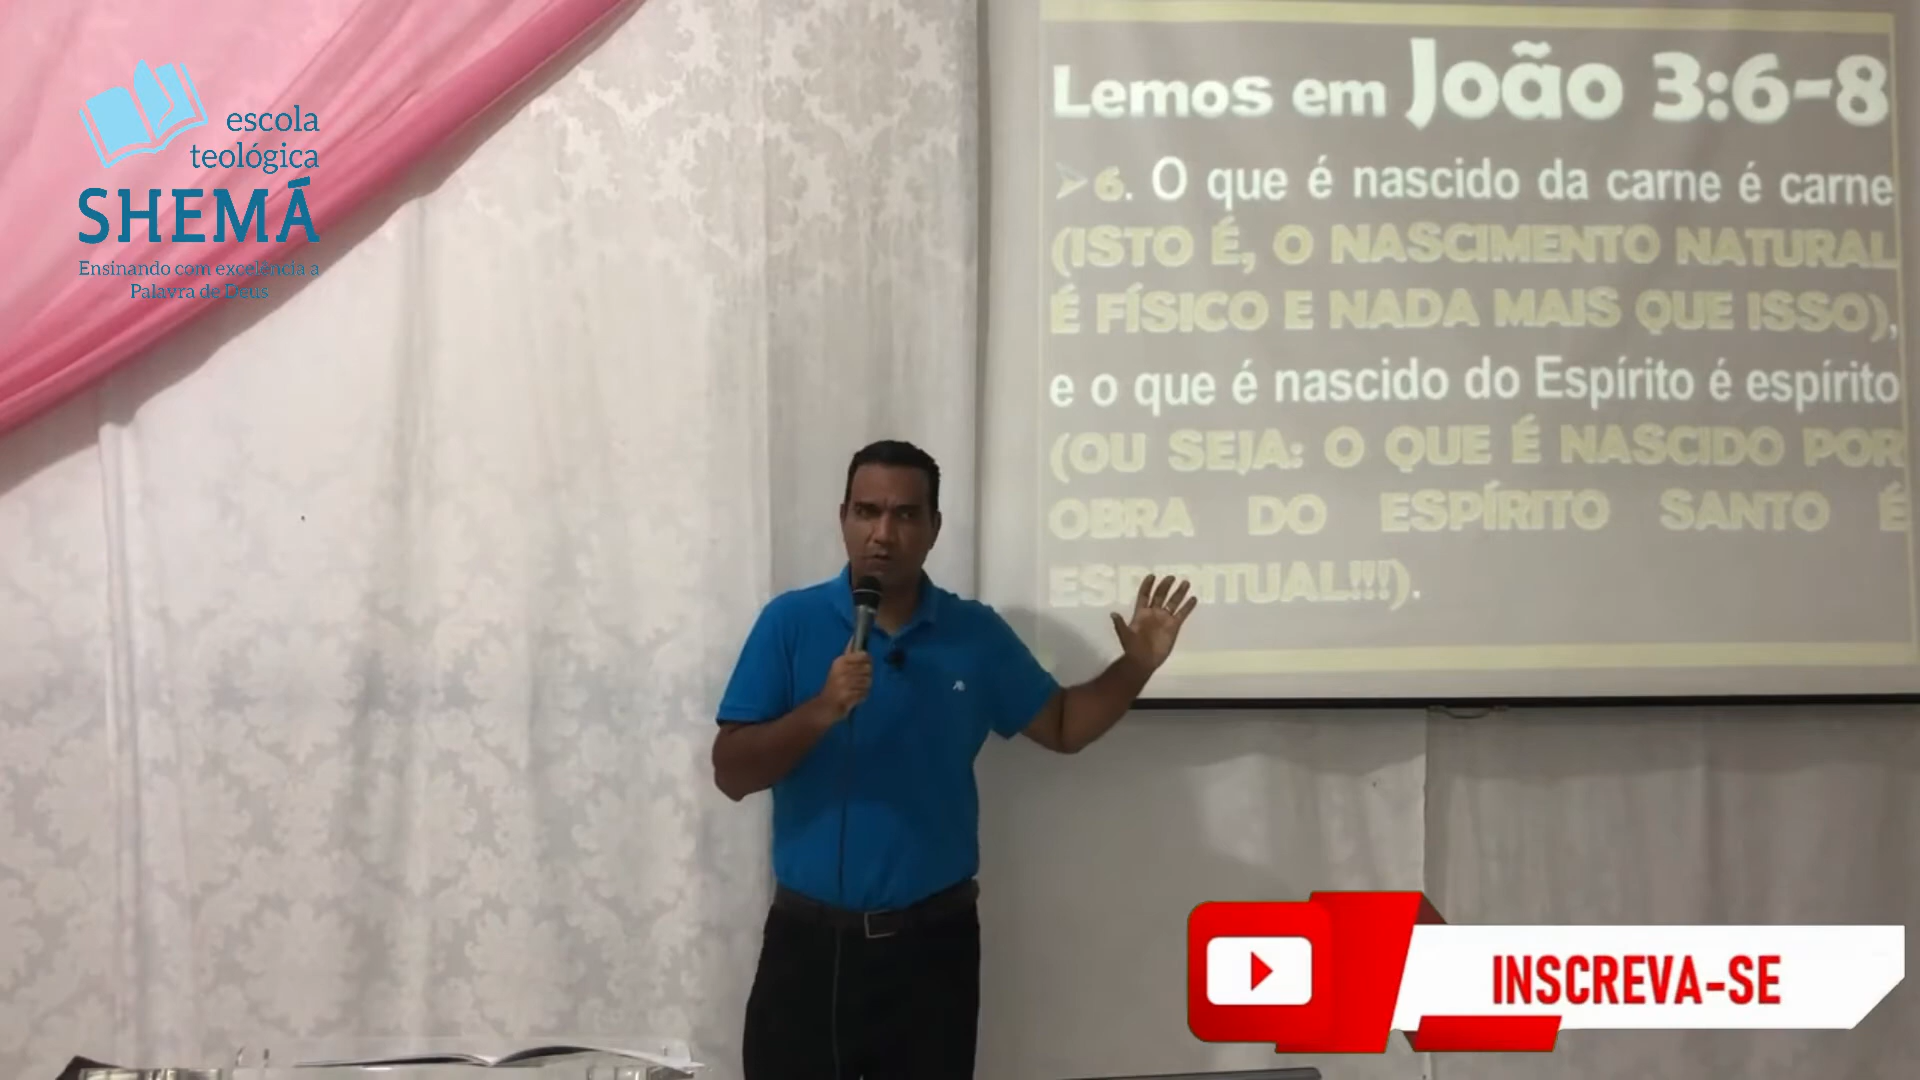 escola
teológica
SHEMÁ
Ensinando com excelência a
Palavra de Deus
Lemos em João 3:6-8
6. O que é nascido da carne é carne
(ISTO É, O NASCIMENTO NATURAL
É FÍSICO E NADA MAIS QUE ISSO),
e o que é nascido do Espírito é espírito
(OU SEJA: O QUE É NASCIDO POR
OBRA DO ESPÍRITO SANTO É
ESPIRITUAL!!!).
INSCREVA-SE